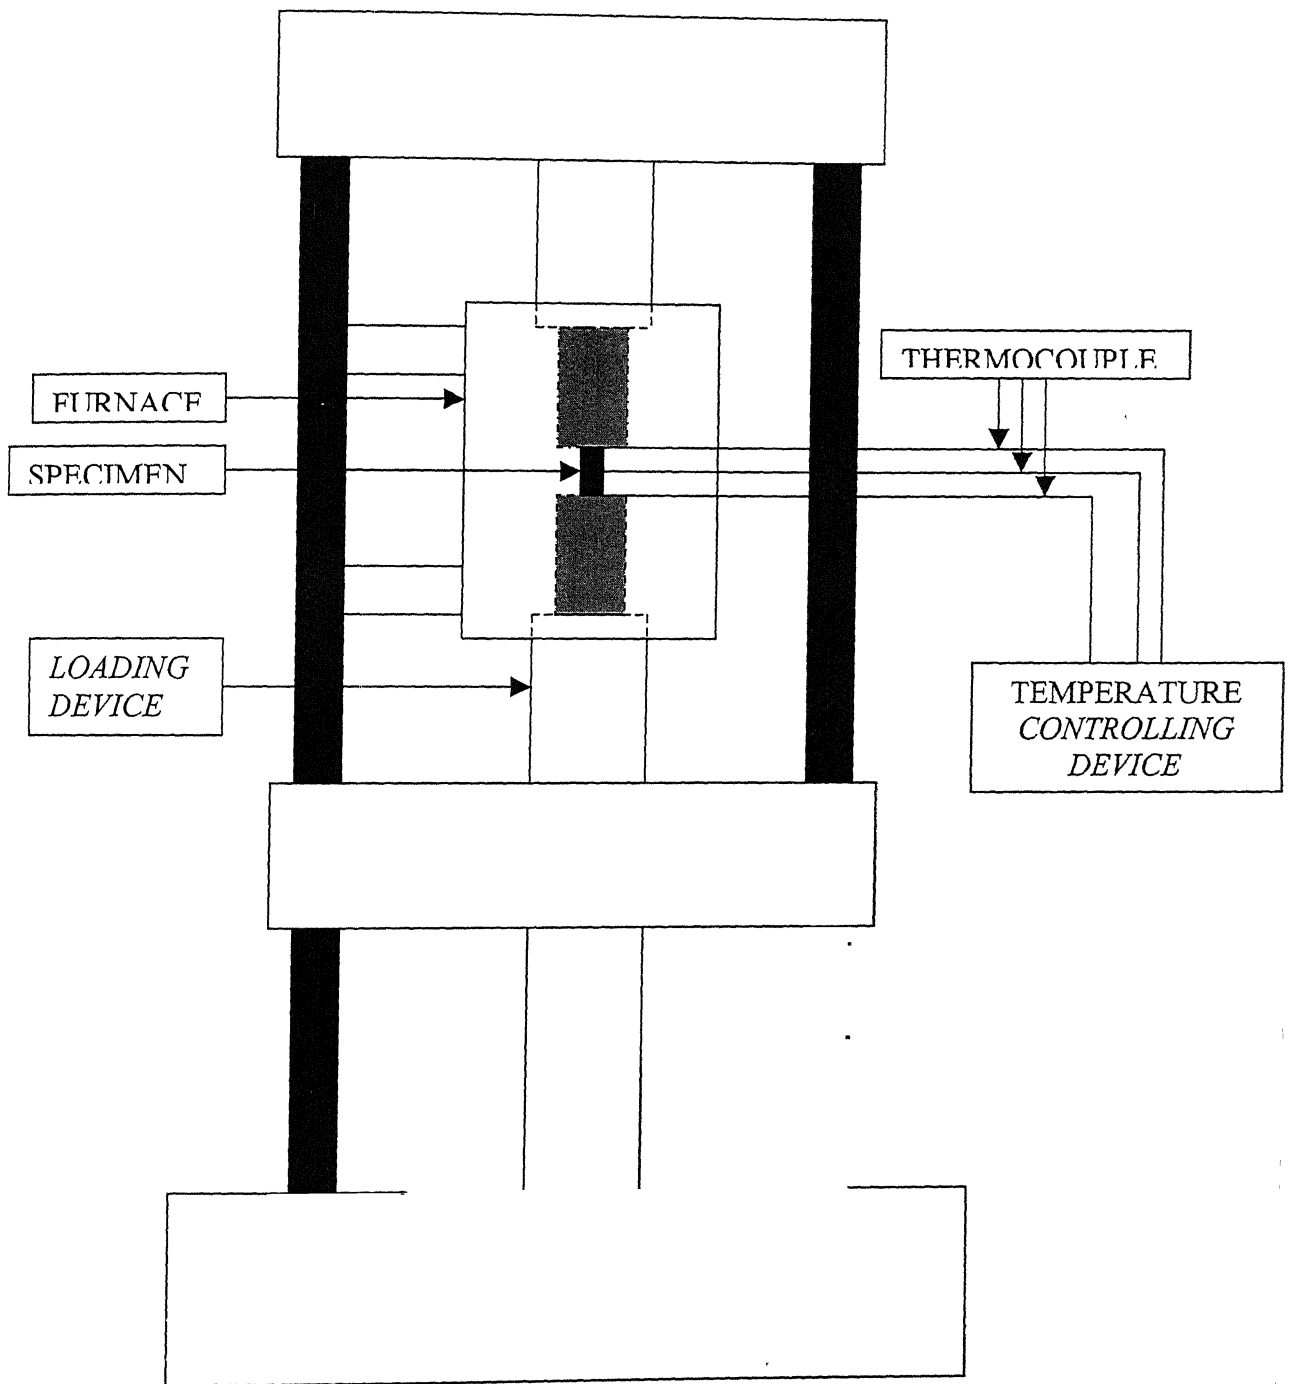 THERMOCOUPLE
FURNACE
SPECIMEN
LOADING
DEVICE
TEMPERATURE
CONTROLLING
DEVICE